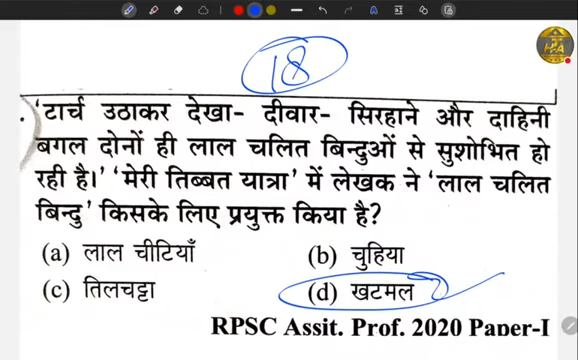 18
. 'टार्च उठाकर देखा- दीवार- सिरहाने और दाहिनी
बगल दोनों ही लाल चलित बिन्दुओं से सुशोभित हो
रही है।' 'मेरी तिब्बत यात्रा' में लेखक ने 'लाल चलित
बिन्दु' किसके लिए प्रयुक्त किया है?
(a) लाल चीटियाँ (b) चुहिया
(c) तिलचट्टा (d) खटमल
RPSC Assit. Prof. 2020 Paper-I